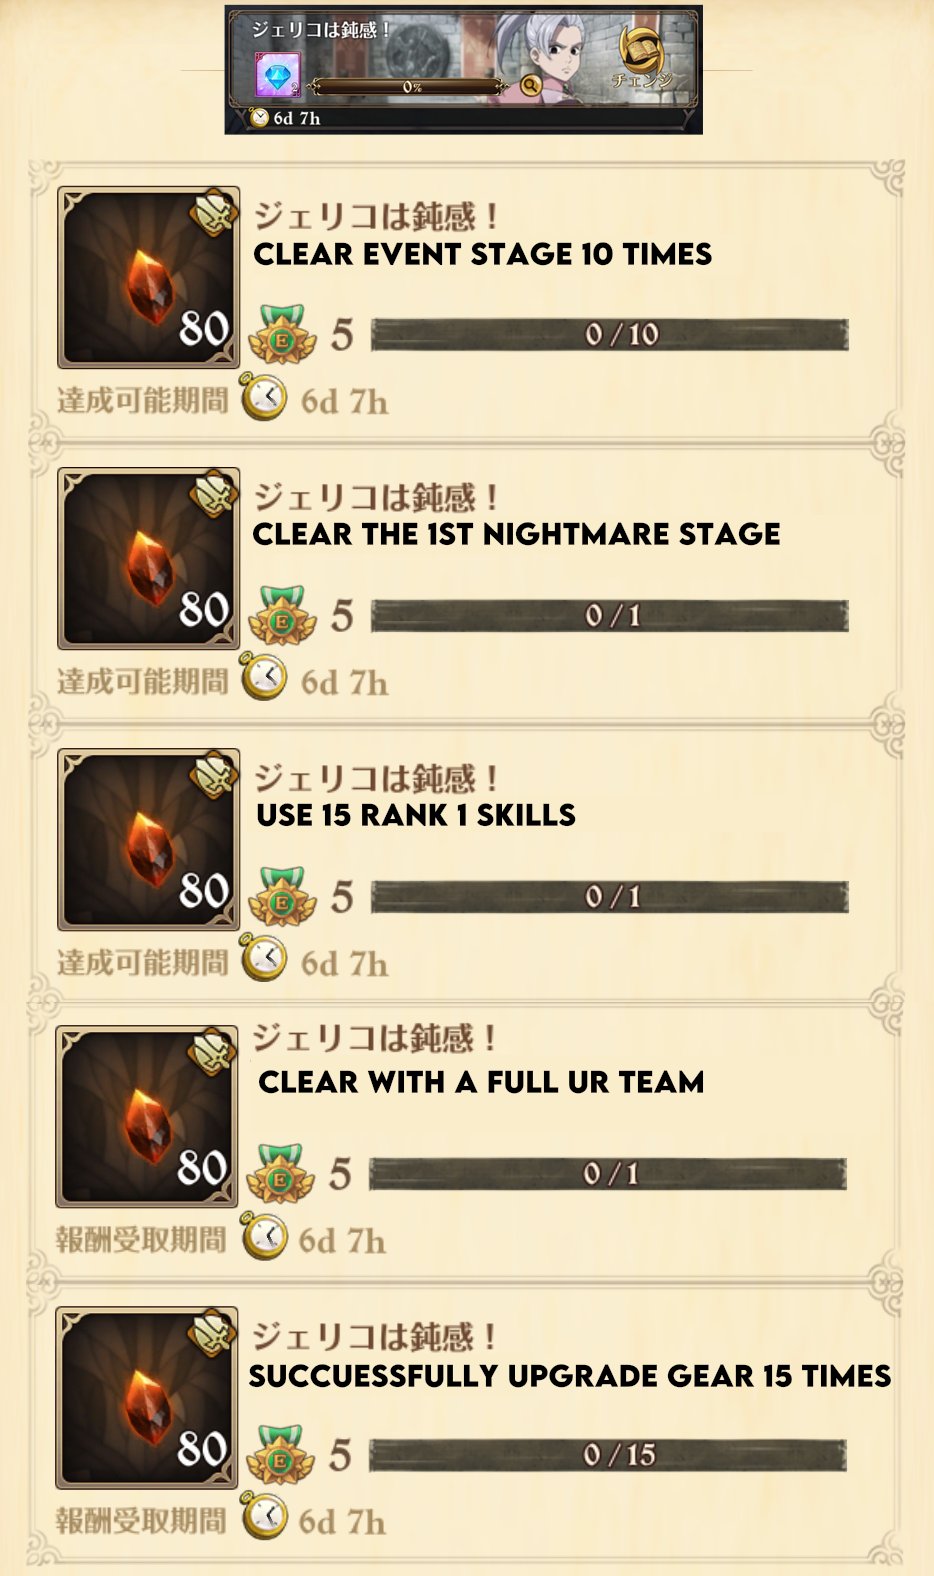 ジェリコは鈍感！
2
0%
チェンジ
6d 7h
ジェリコは鈍感！
CLEAR EVENT STAGE 10 TIMES
80
E
5
0/10
達成可能期間 6d 7h
ジェリコは鈍感！
CLEAR THE 1ST NIGHTMARE STAGE
80
E
5
0/1
達成可能期間 6d 7h
ジェリコは鈍感！
USE 15 RANK 1 SKILLS
80
E
5
0/1
達成可能期間 6d 7h
ジェリコは鈍感！
CLEAR WITH A FULL UR TEAM
80
E
5
0/1
報酬受取期間 6d 7h
ジェリコは鈍感！
SUCCUESSFULLY UPGRADE GEAR 15 TIMES
80
E
5
0/15
報酬受取期間 6d 7h